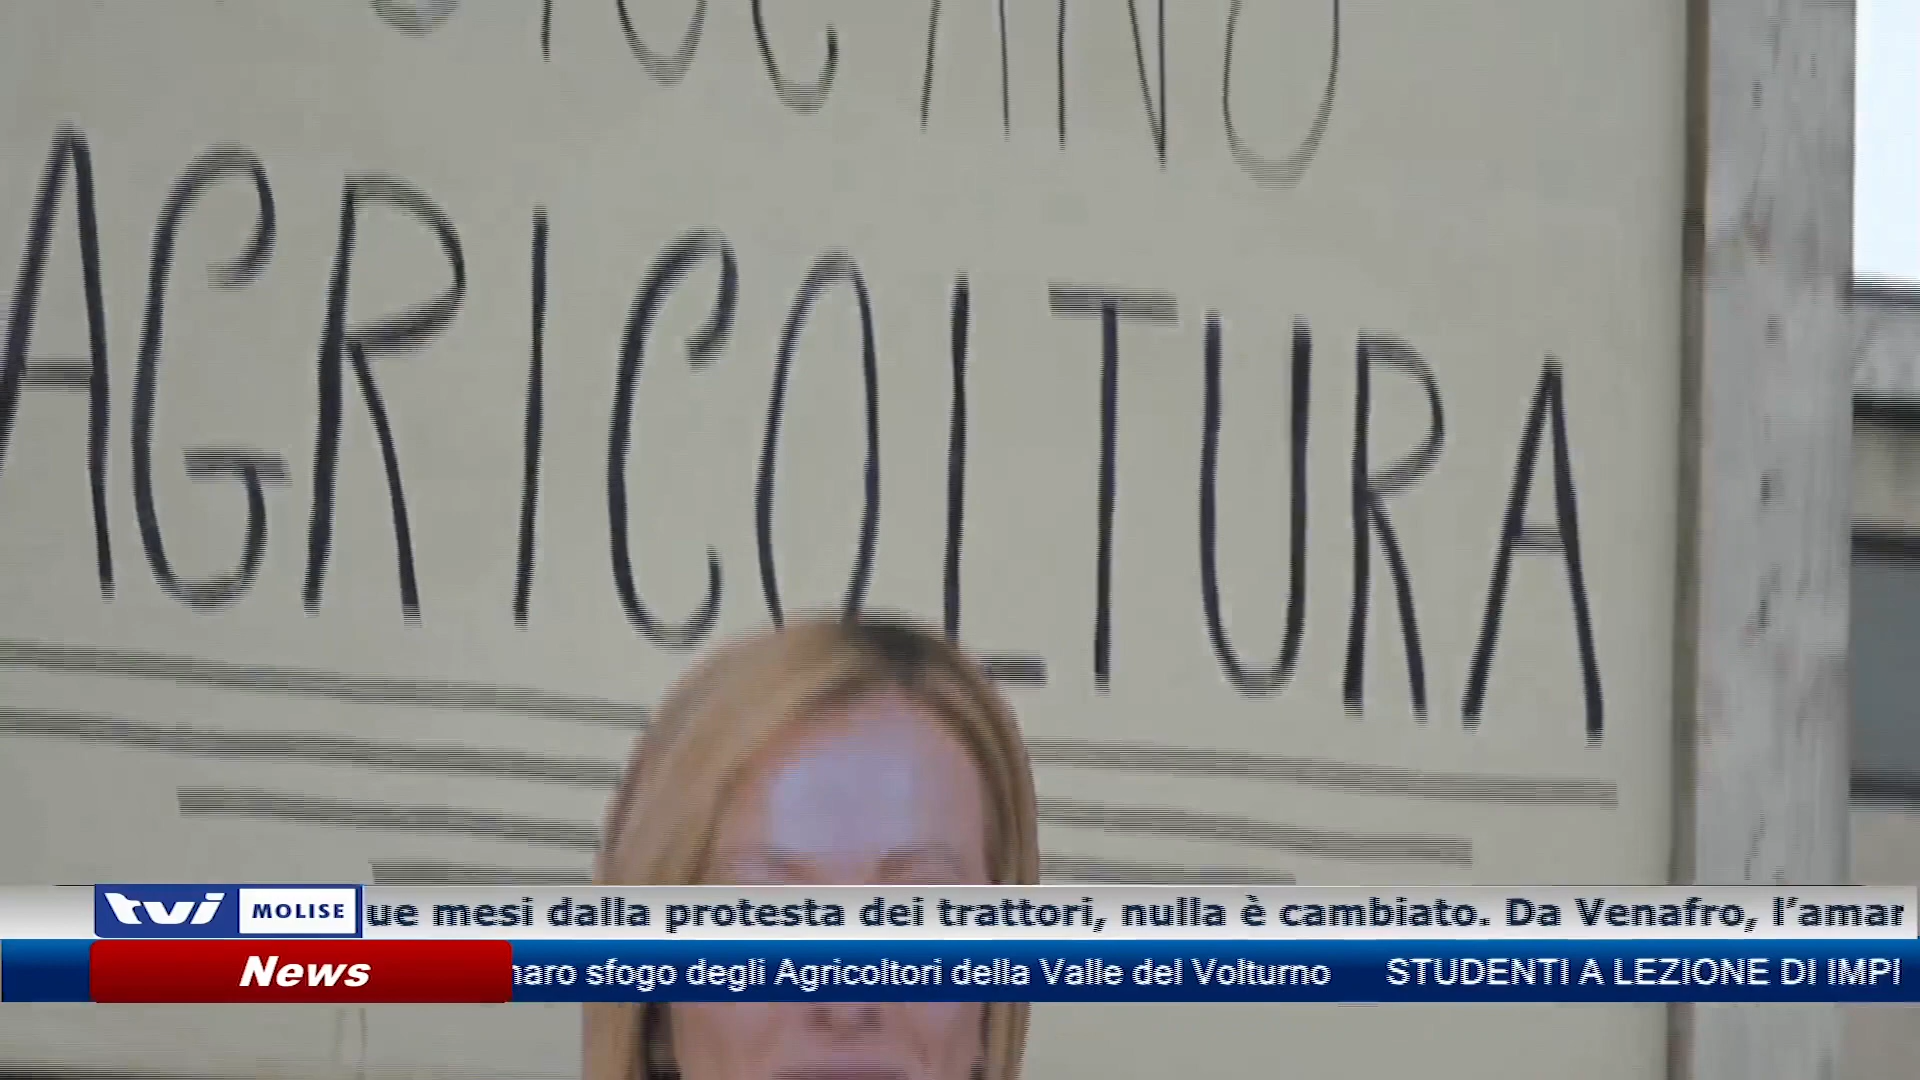 AGRICOLTURA
tvi MOLISE ue mesi dalla protesta dei trattori, nulla è cambiato. Da Venafro, l’amar
News naro sfogo degli Agricoltori della Valle del Volturno STUDENTI A LEZIONE DI IMPI